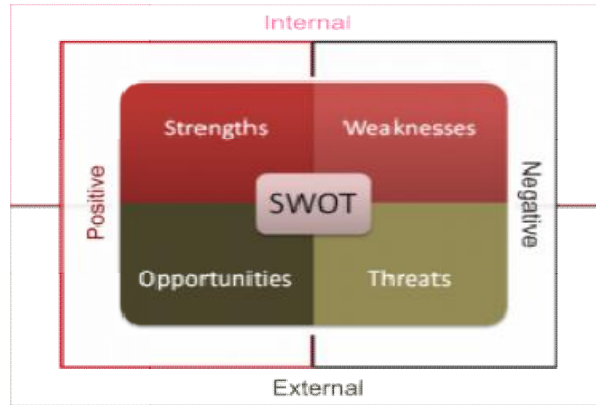 Internal
Strengths
Weaknesses
Positive
SWOT
Negative
Opportunities
Threats
External